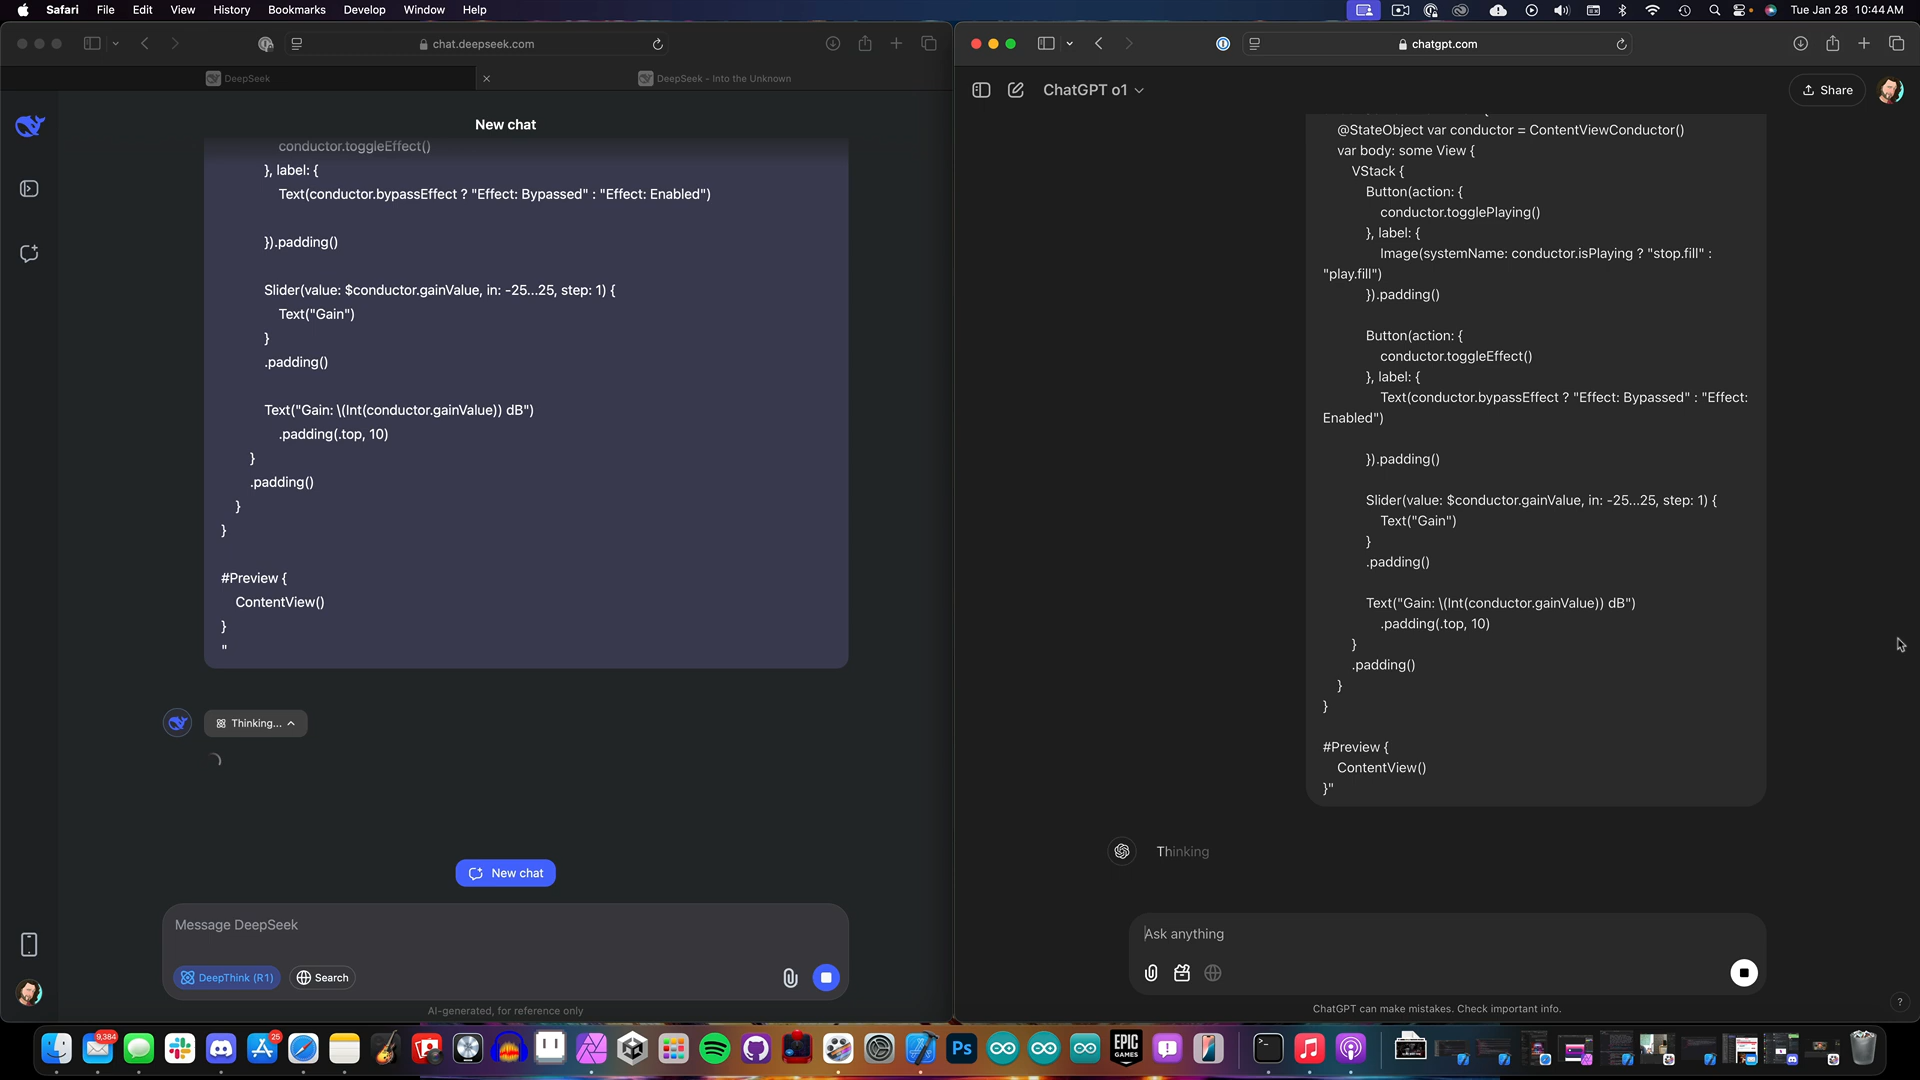 Safari File Edit View History Bookmarks Develop Window Help
Tue Jan 28 10:44 AM
chat.deepseek.com
DeepSeek
DeepSeek - Into the Unknown
New chat
conductor.toggleEffect()
}, label: {
Text(conductor.bypassEffect ? "Effect: Bypassed" : "Effect: Enabled")
}).padding()
Slider(value: $conductor.gainValue, in: -25...25, step: 1) {
Text("Gain")
}
.padding()
Text("Gain: \(Int(conductor.gainValue)) dB")
.padding(.top, 10)
}
.padding()
}
}
#Preview {
ContentView()
}
"
Thinking...
New chat
Message DeepSeek
DeepThink (R1)
Search
AI-generated, for reference only
chatgpt.com
ChatGPT o1
Share
@StateObject var conductor = ContentViewConductor()
var body: some View {
VStack {
Button(action: {
conductor.togglePlaying()
}, label: {
Image(systemName: conductor.isPlaying ? "stop.fill" :
"play.fill")
}).padding()
Button(action: {
conductor.toggleEffect()
}, label: {
Text(conductor.bypassEffect ? "Effect: Bypassed" : "Effect:
Enabled")
}).padding()
Slider(value: $conductor.gainValue, in: -25...25, step: 1) {
Text("Gain")
}
.padding()
Text("Gain: \(Int(conductor.gainValue)) dB")
.padding(.top, 10)
}
.padding()
}
}
#Preview {
ContentView()
}"
Thinking
Ask anything
ChatGPT can make mistakes. Check important info.
?
9,384
25
Ps
EPIC
GAMES